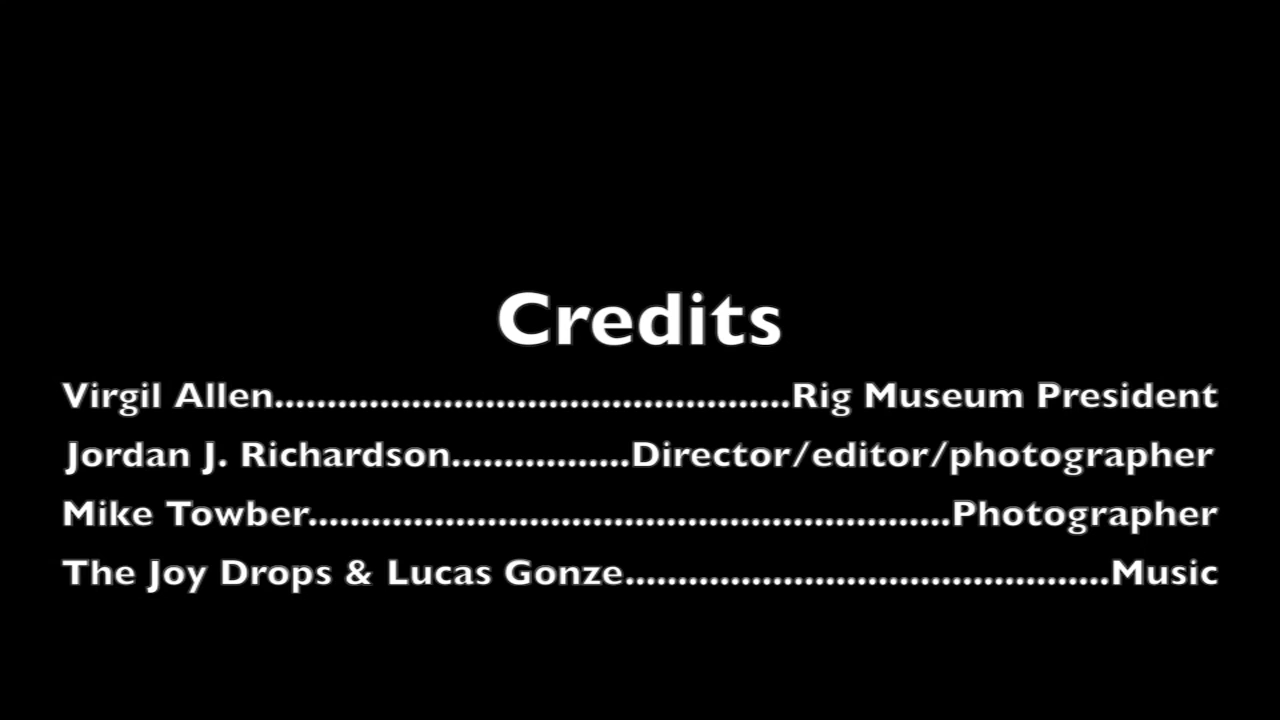 Credits
Virgil Allen.................................................Rig Museum President
Jordan J. Richardson.................Director/editor/photographer
Mike Towber.............................................................Photographer
The Joy Drops & Lucas Gonze..............................................Music